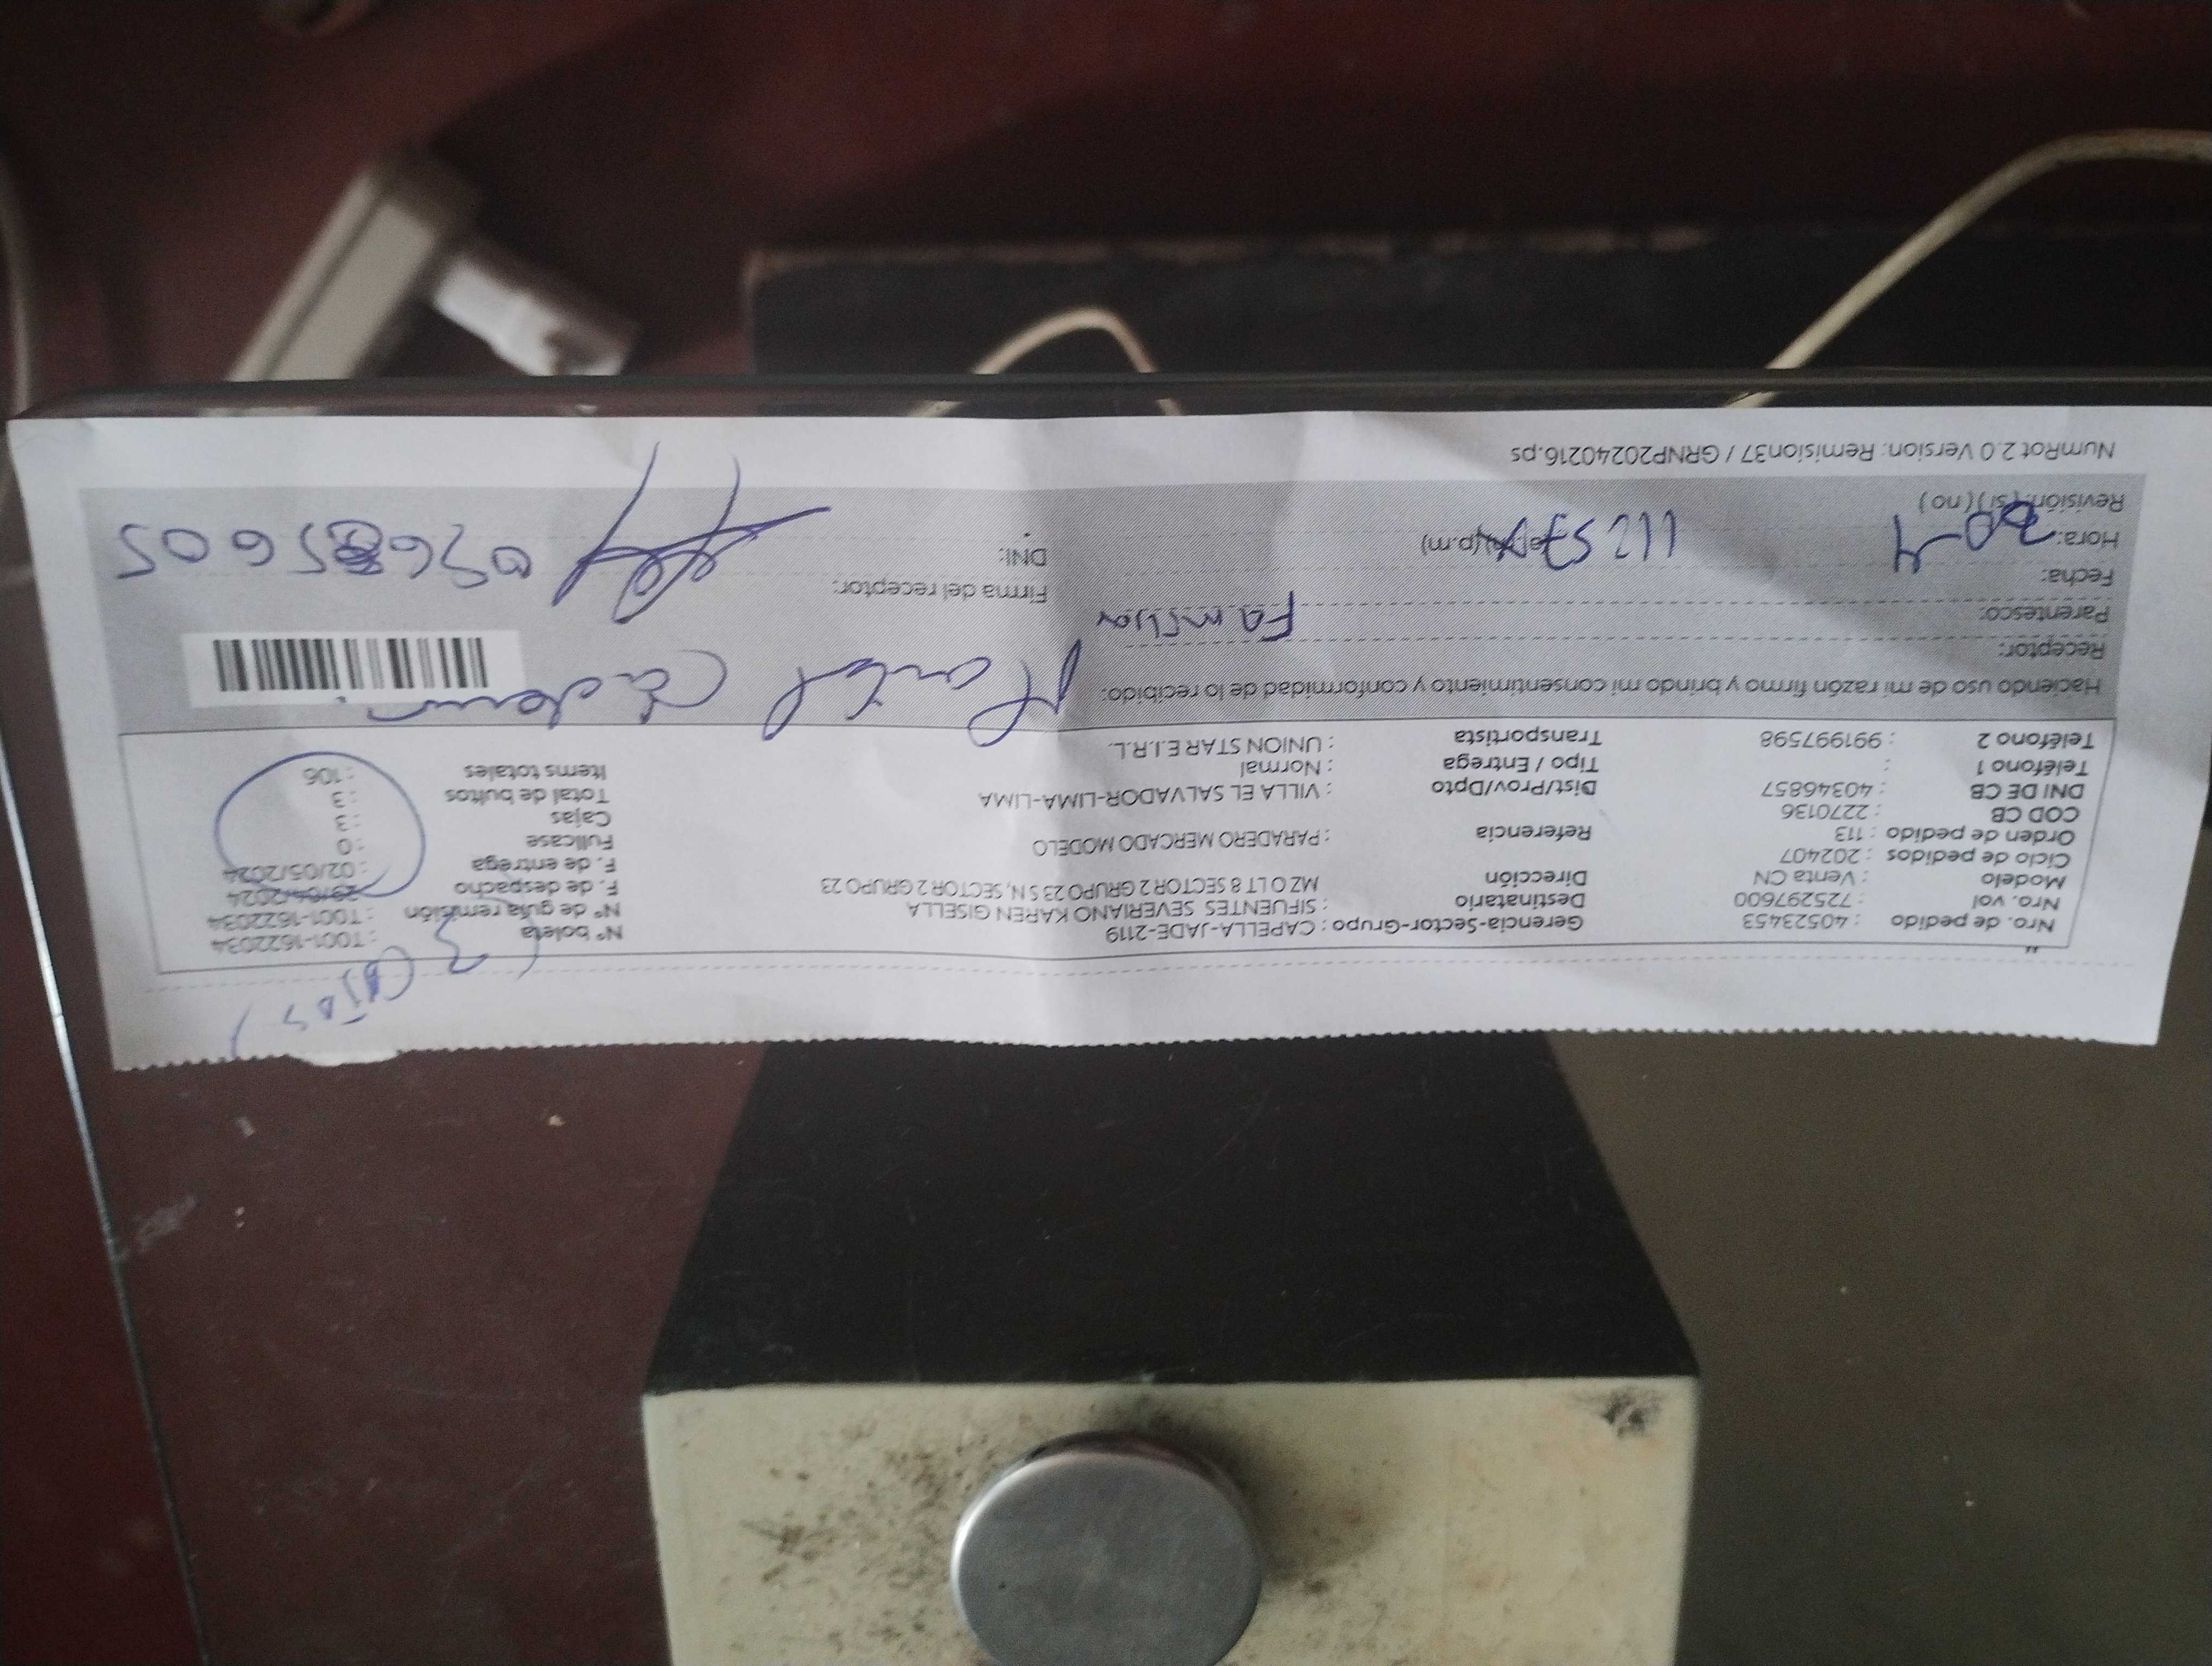 (3 Cajas)
"
Nro. de pedido : 40523453 Gerencia-Sector-Grupo : CAPELLA-JADE-2119 Nº boleta : T001-1622034
Nro. vol : 725297600 Destinatario : SIFUENTES SEVERIANO KAREN GISELLA Nº de guía remisión : T001-1622034
Modelo : Venta CN Dirección MZ O LT 8 SECTOR 2 GRUPO 23 S N, SECTOR 2 GRUPO 23 F. de despacho 29/04/2024
Ciclo de pedidos : 202407 F. de entrega : 02/05/2024
Orden de pedido : 113 Referencia : PARADERO MERCADO MODELO Fullcase : 0
COD CB : 2270136 Cajas : 3
DNI DE CB : 40346857 Dist/Prov/Dpto : VILLA EL SALVADOR-LIMA-LIMA Total de bultos : 3
Teléfono 1 : Tipo / Entrega : Normal Items totales : 106
Teléfono 2 : 991997598 Transportista : UNION STAR E.I.R.L.
Haciendo uso de mi razón firmo y brindo mi consentimiento y conformidad de lo recibido:
Receptor:
Parentesco: Familiar
Fecha: Firma del receptor:
Hora: 30-4 11:57 (a.m) (p.m) DNI:
Revisión: (si) (no)
NumRot 2.0 Version: Remision37 / GRNP20240216.ps